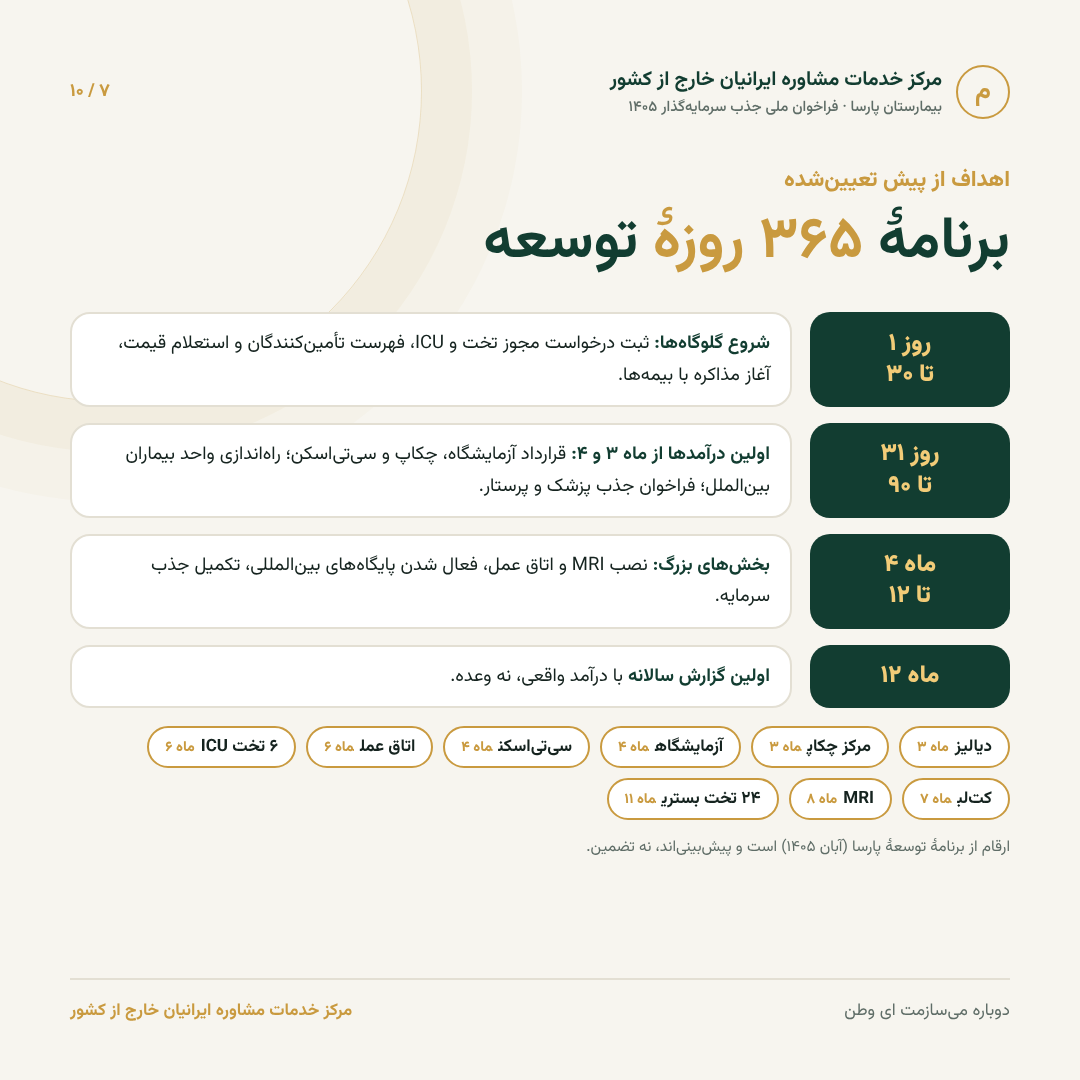 م
مرکز خدمات مشاوره ایرانیان خارج از کشور
بیمارستان پارسا · فراخوان ملی جذب سرمایه‌گذار ۱۴۰۵
۷ / ۱۰
اهداف از پیش تعیین‌شده
برنامهٔ ۳۶۵ روزهٔ توسعه
روز ۱
تا ۳۰
شروع گلوگاه‌ها: ثبت درخواست مجوز تخت و ICU، فهرست تأمین‌کنندگان و استعلام قیمت،
آغاز مذاکره با بیمه‌ها.
روز ۳۱
تا ۹۰
اولین درآمدها از ماه ۳ و ۴: قرارداد آزمایشگاه، چکاپ و سی‌تی‌اسکن؛ راه‌اندازی واحد بیماران
بین‌الملل؛ فراخوان جذب پزشک و پرستار.
ماه ۴
تا ۱۲
بخش‌های بزرگ: نصب MRI و اتاق عمل، فعال شدن پایگاه‌های بین‌المللی، تکمیل جذب
سرمایه.
ماه ۱۲
اولین گزارش سالانه با درآمد واقعی، نه وعده.
دیالیز ماه ۳
مرکز چکاپ ماه ۳
آزمایشگاه ماه ۴
سی‌تی‌اسکن ماه ۴
اتاق عمل ماه ۶
۶ تخت ICU ماه ۶
کت‌لب ماه ۷
MRI ماه ۸
۲۴ تخت بستری ماه ۱۱
ارقام از برنامهٔ توسعهٔ پارسا (آبان ۱۴۰۵) است و پیش‌بینی‌اند، نه تضمین.
دوباره می‌سازمت ای وطن
مرکز خدمات مشاوره ایرانیان خارج از کشور